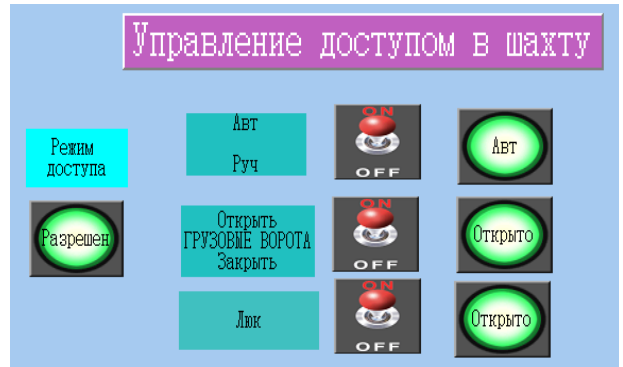 Управление доступом в шахту
Режим
доступа
Разрешен
Авт
Руч
ON
OFF
Авт
Открыть
ГРУЗОВЫЕ ВОРОТА
Закрыть
ON
OFF
Открыто
Люк
ON
OFF
Открыто